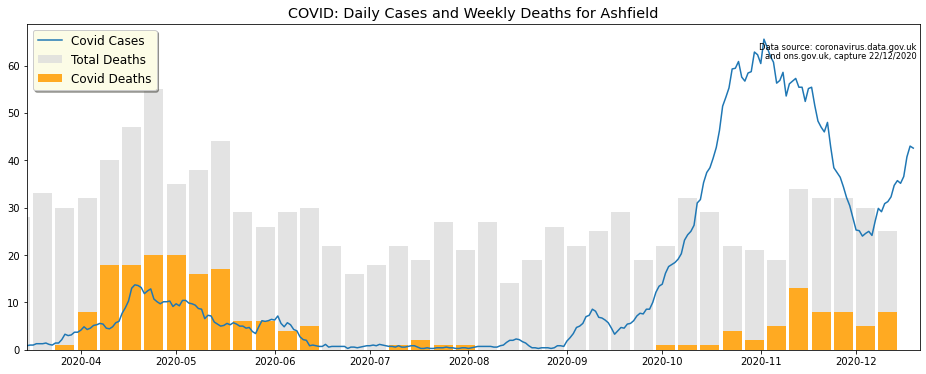 COVID: Daily Cases and Weekly Deaths for Ashfield
Covid Cases
Total Deaths
Covid Deaths
Data source: coronavirus.data.gov.uk
and ons.gov.uk, capture 22/12/2020
60
50
40
30
20
10
0
2020-04 2020-05 2020-06 2020-07 2020-08 2020-09 2020-10 2020-11 2020-12